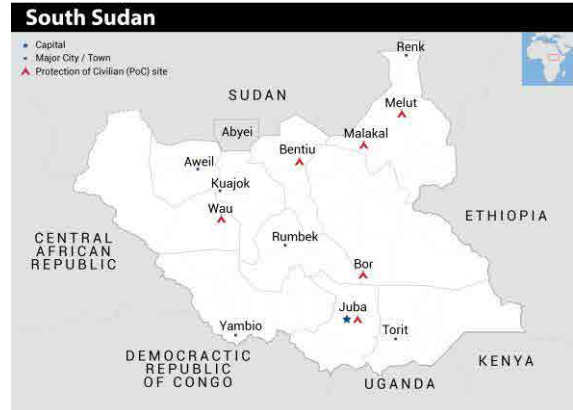 South Sudan
Capital
Major City / Town
Protection of Civilian (PoC) site
Renk
SUDAN
Melut
Abyei
Malakal
Bentiu
Aweil
Kuajok
Wau
ETHIOPIA
CENTRAL
AFRICAN
REPUBLIC
Rumbek
Bor
Juba
Yambio
Torit
DEMOCRACTIC
REPUBLIC
OF CONGO
KENYA
UGANDA